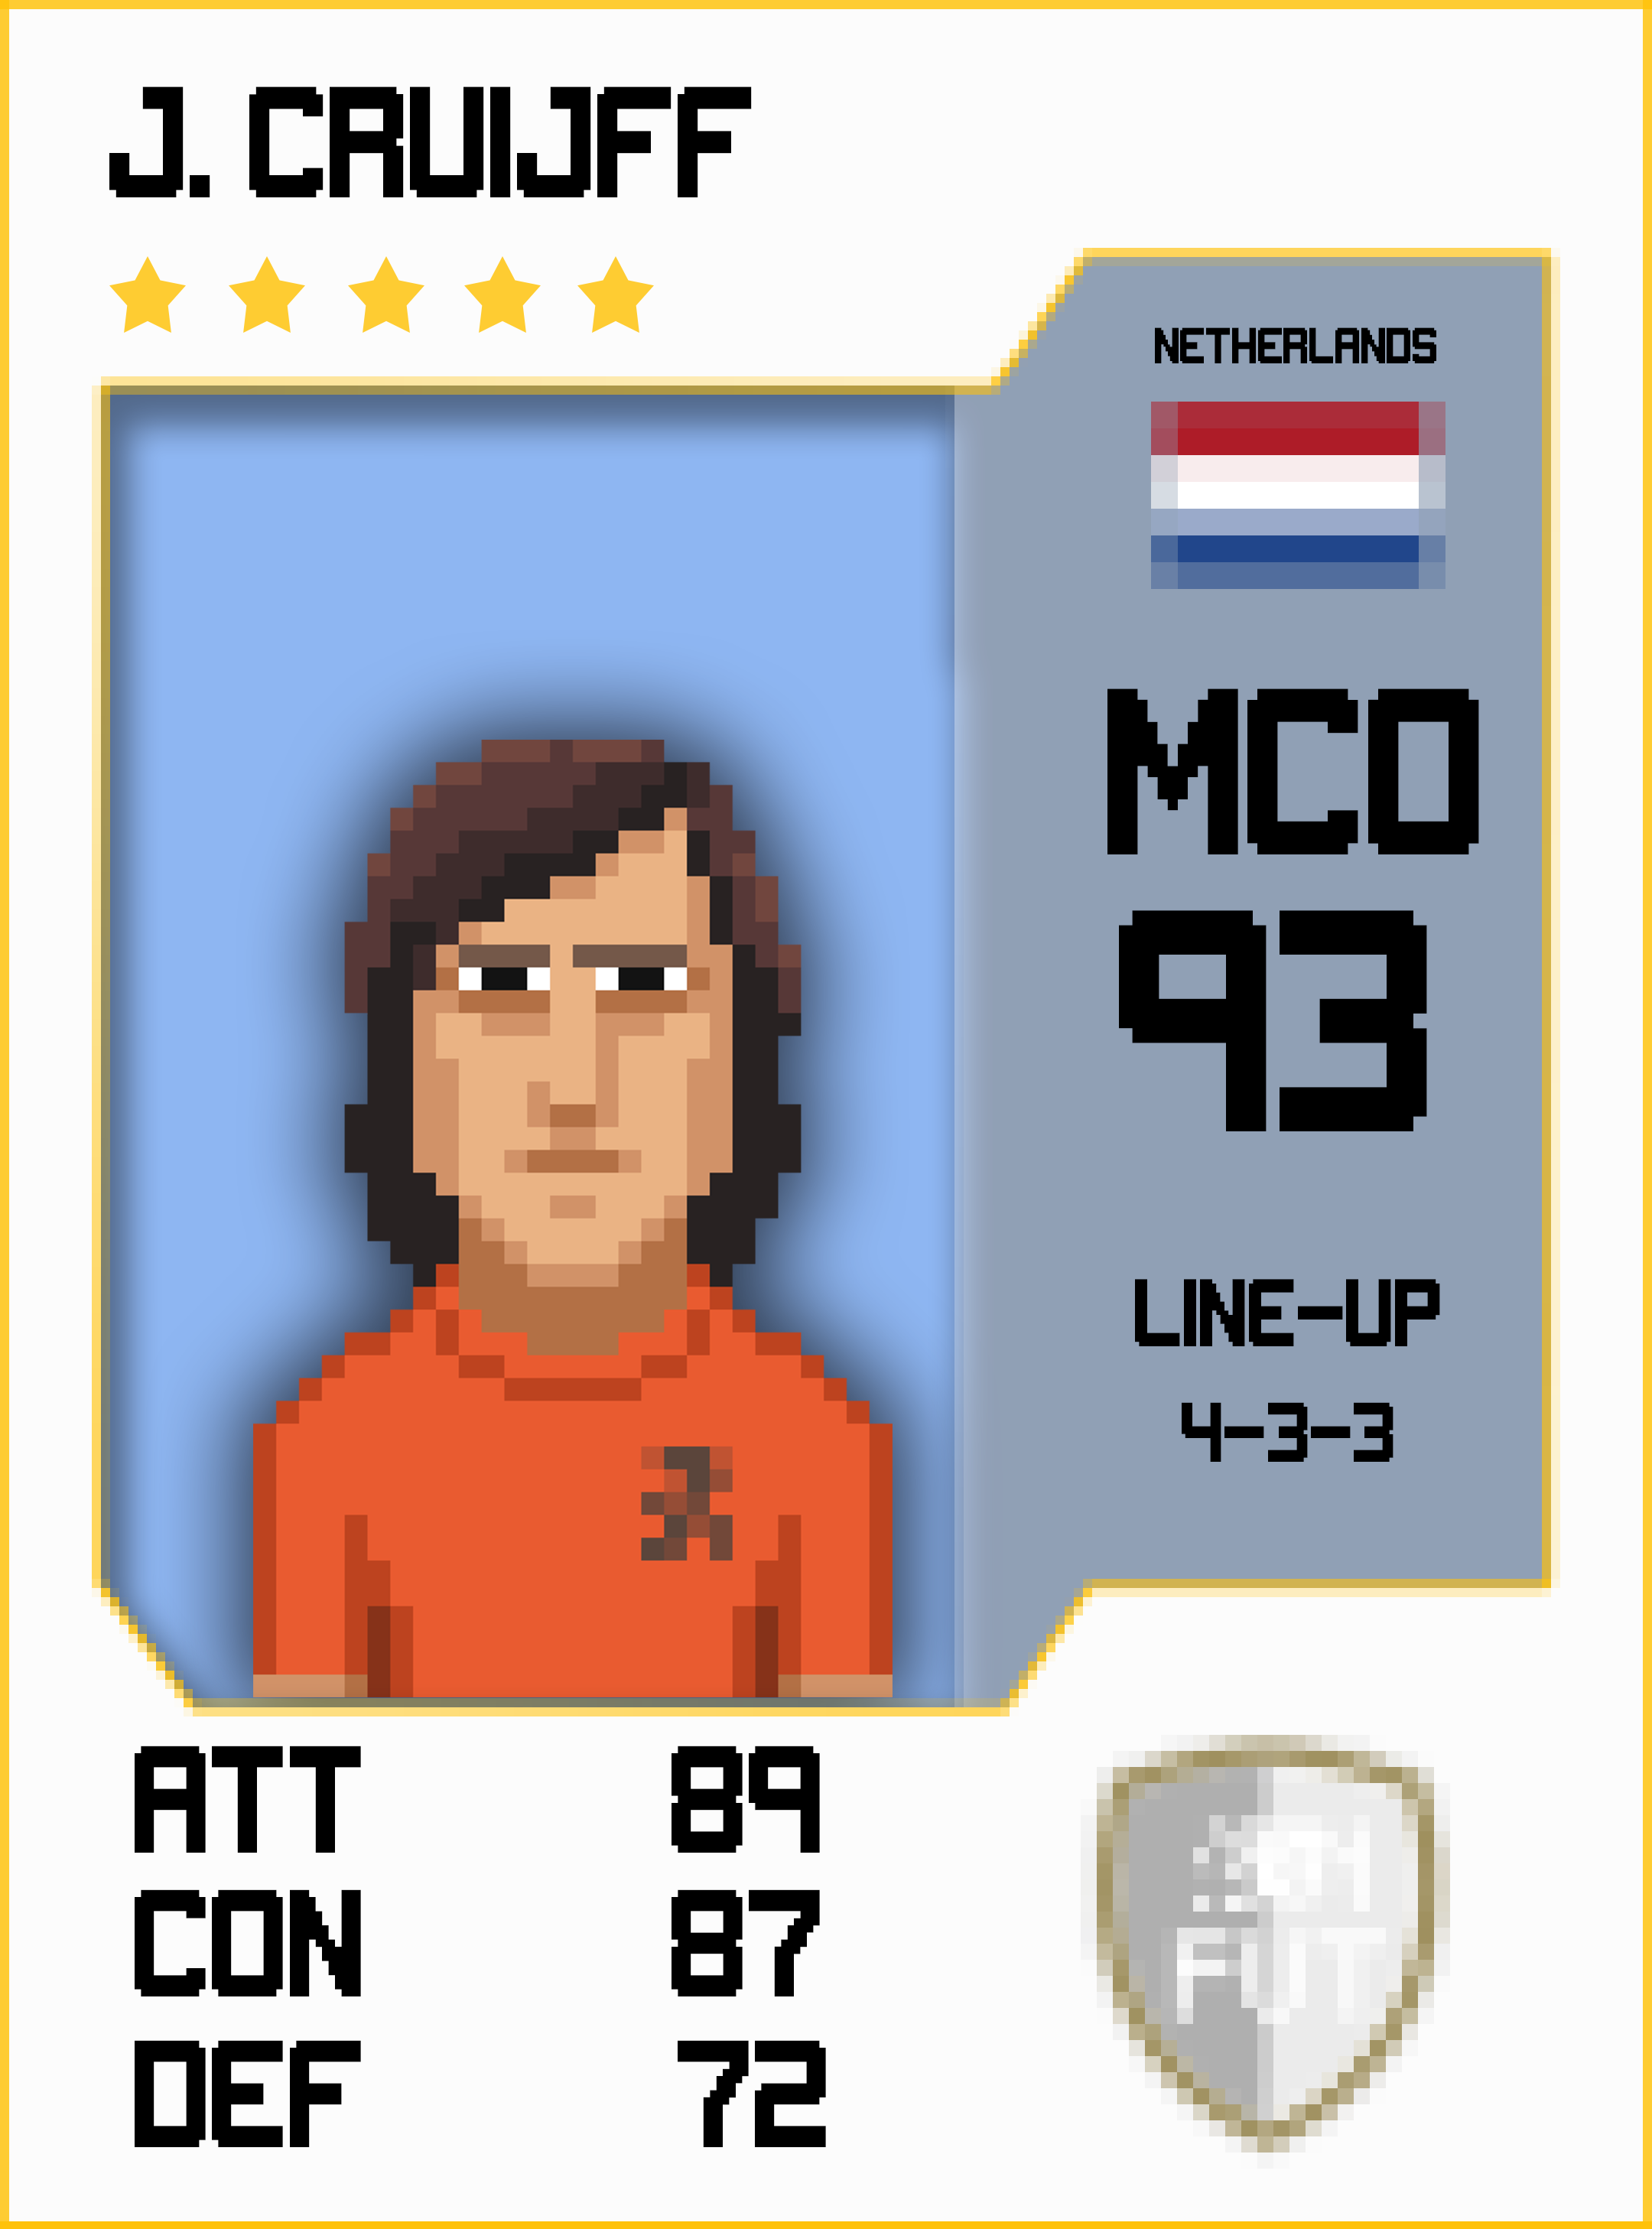 J. CRUIJFF
NETHERLANDS
MCO
93
LINE-UP
4-3-3
ATT 89
CON 87
DEF 72